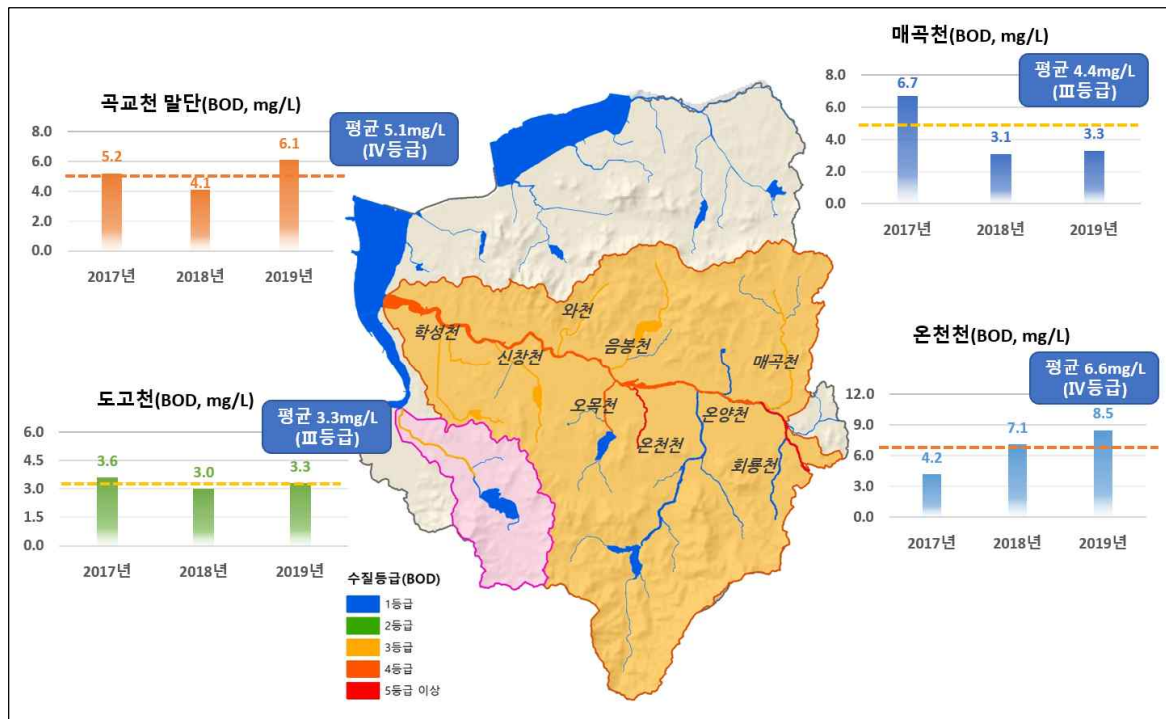 곡교천 말단(BOD, mg/L)
평균 5.1mg/L
(Ⅳ등급)
8.0
6.0
4.0
2.0
0.0
5.2
4.1
6.1
2017년
2018년
2019년
매곡천(BOD, mg/L)
평균 4.4mg/L
(Ⅲ등급)
8.0
6.0
4.0
2.0
0.0
6.7
3.1
3.3
2017년
2018년
2019년
도고천(BOD, mg/L)
평균 3.3mg/L
(Ⅲ등급)
6.0
4.5
3.0
1.5
0.0
3.6
3.0
3.3
2017년
2018년
2019년
온천천(BOD, mg/L)
평균 6.6mg/L
(Ⅳ등급)
12.0
9.0
6.0
3.0
0.0
4.2
7.1
8.5
2017년
2018년
2019년
학성천
와천
신창천
음봉천
매곡천
오목천
온천천
온양천
회룡천
수질등급(BOD)
1등급
2등급
3등급
4등급
5등급 이상